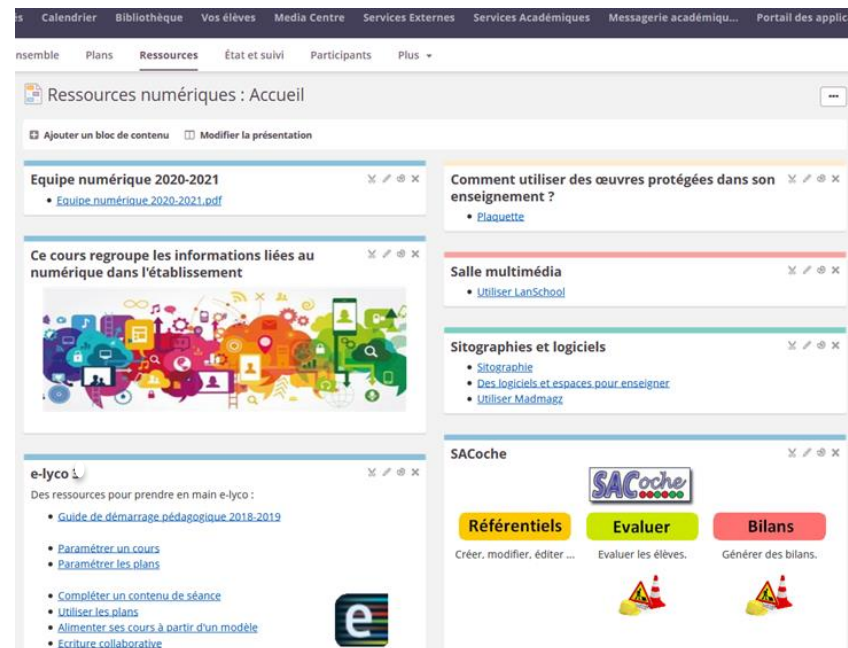 Calendrier Bibliothèque Vos élèves Media Centre Services Externes Services Académiques Messagerie académiqu... Portail des applic
nsemble Plans Ressources État et suivi Participants Plus
Ressources numériques : Accueil
Ajouter un bloc de contenu Modifier la présentation
Equipe numérique 2020-2021
Equipe numérique 2020-2021.pdf
Ce cours regroupe les informations liées au
numérique dans l'établissement
e-lyco
Des ressources pour prendre en main e-lyco :
Guide de démarrage pédagogique 2018-2019
Paramétrer un cours
Paramétrer les plans
Compléter un contenu de séance
Utiliser les plans
Alimenter ses cours à partir d'un modèle
Ecriture collaborative
e
Comment utiliser des œuvres protégées dans son
enseignement ?
Plaquette
Salle multimédia
Utiliser LanSchool
Sitographies et logiciels
Sitographie
Des logiciels et espaces pour enseigner
Utiliser Madmagz
SACoche
SACoche
Référentiels Evaluer Bilans
Créer, modifier, éditer ... Evaluer les élèves. Générer des bilans.